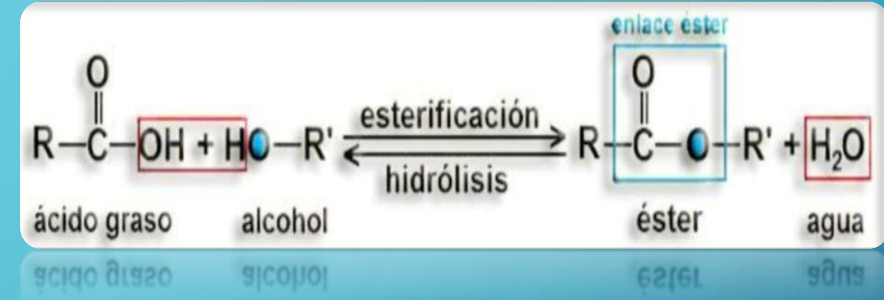 enlace éster
O O
R–C–OH + HO–R' esterificación R–C–O–R' + H₂O
hidrólisis
ácido graso alcohol éster agua